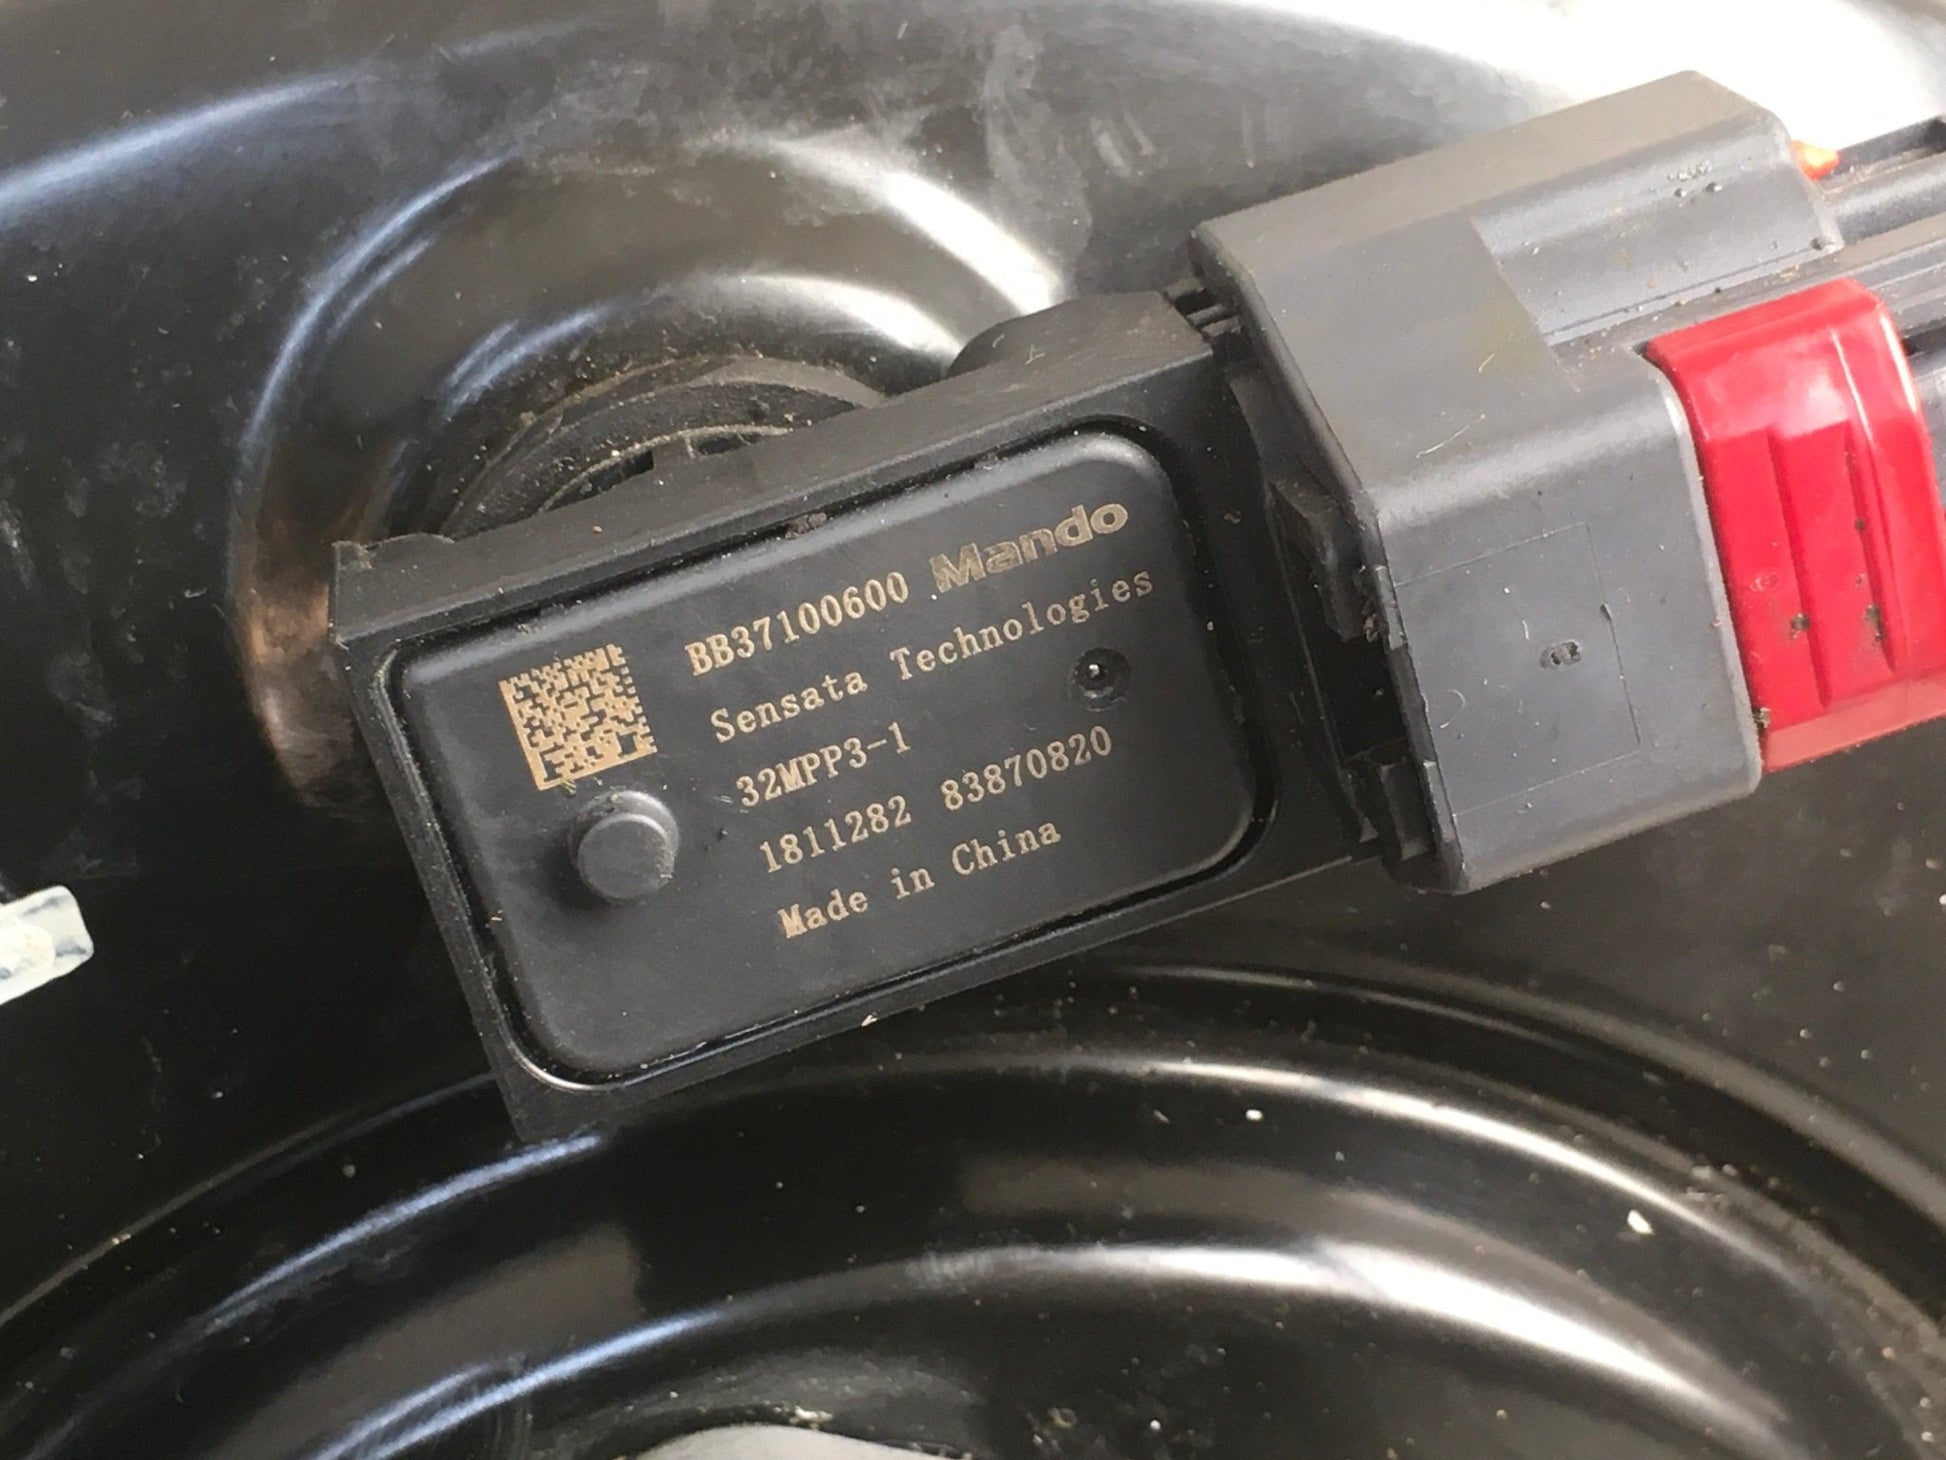 BB37100600 Mando
Sensata Technologies
32MPP3-1
1811282 83870820
Made in China